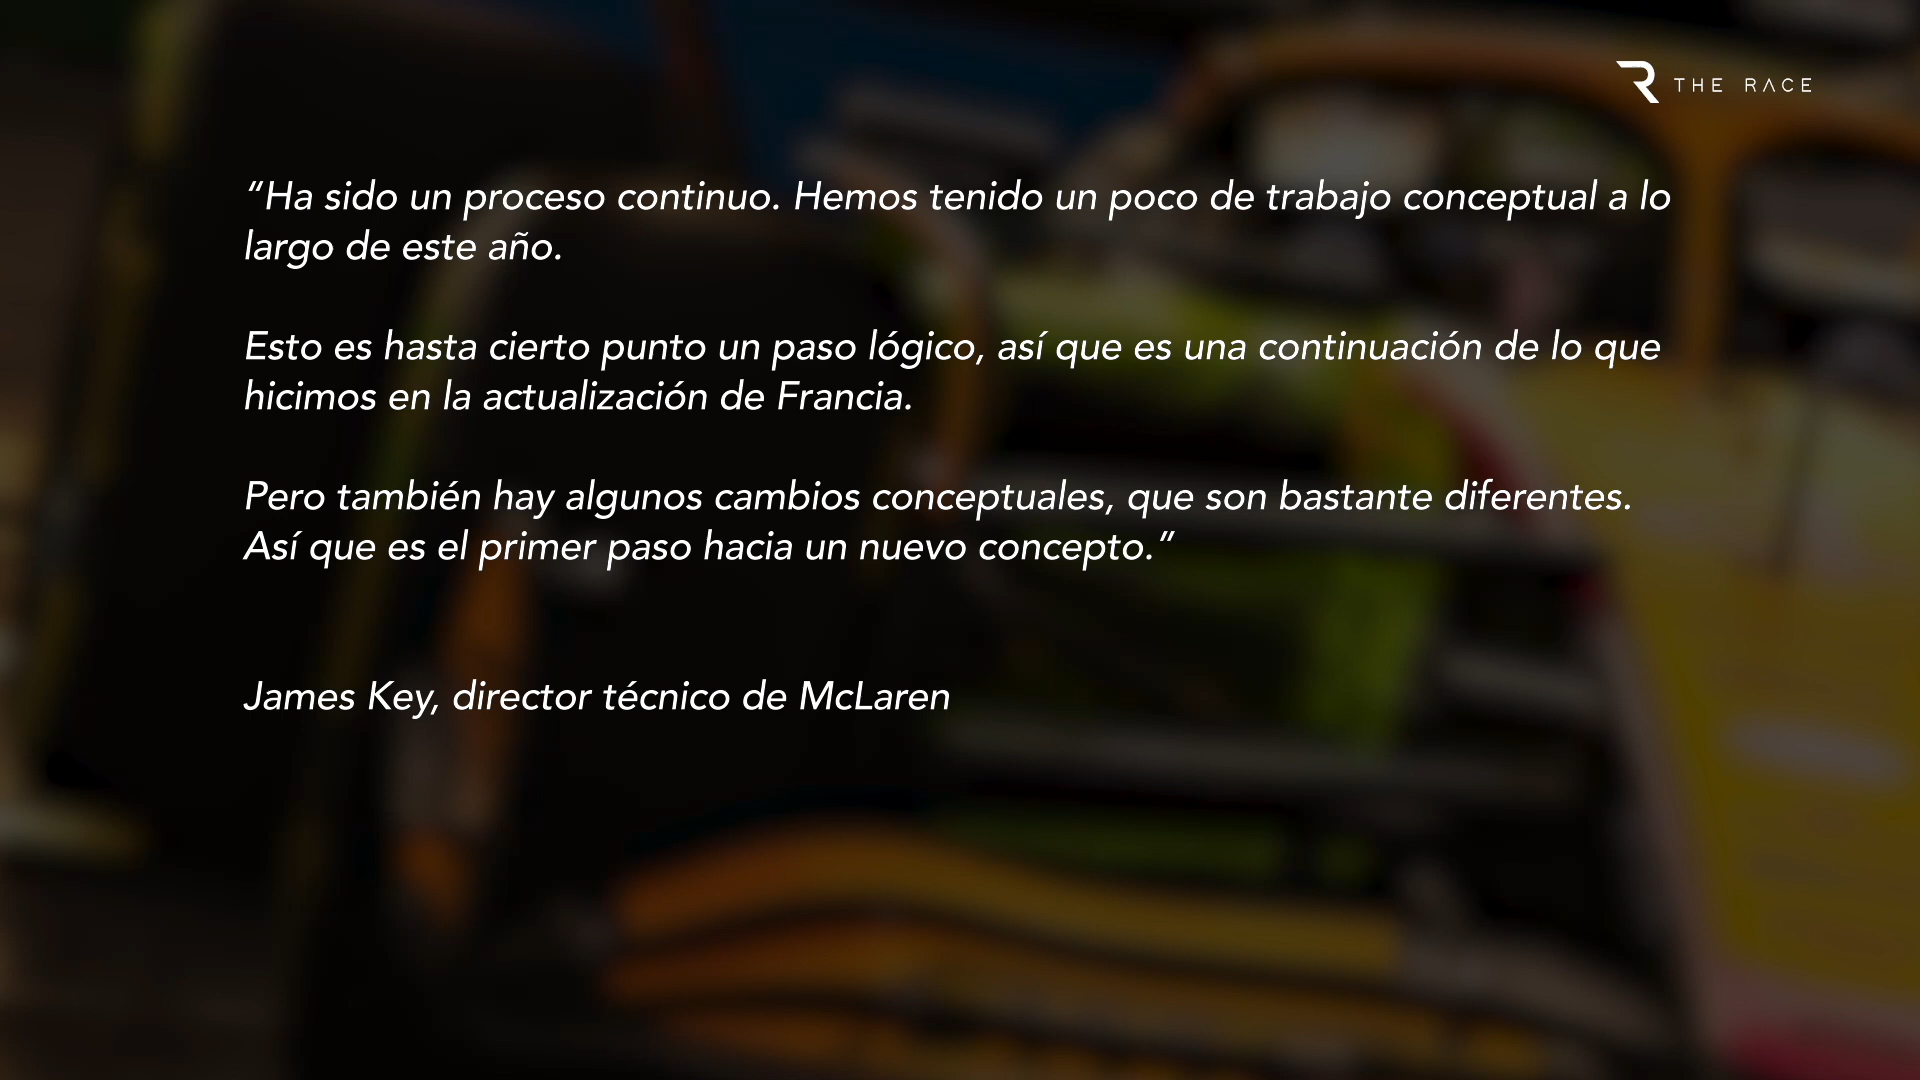 THE RACE
“Ha sido un proceso continuo. Hemos tenido un poco de trabajo conceptual a lo
largo de este año.
Esto es hasta cierto punto un paso lógico, así que es una continuación de lo que
hicimos en la actualización de Francia.
Pero también hay algunos cambios conceptuales, que son bastante diferentes.
Así que es el primer paso hacia un nuevo concepto.”
James Key, director técnico de McLaren